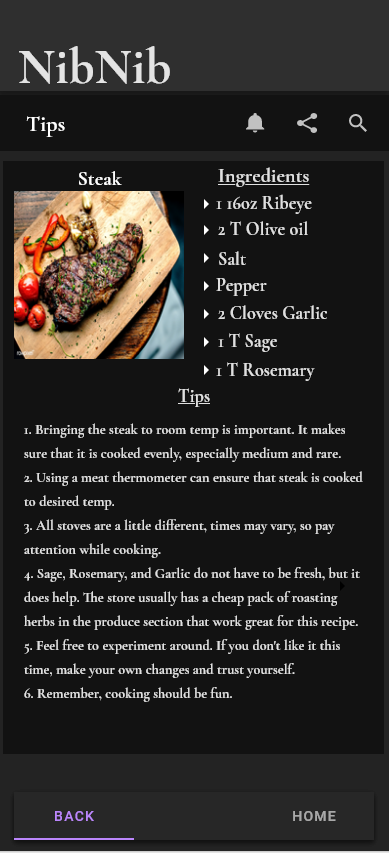 NibNib
Tips
Steak
Ingredients
1 16oz Ribeye
2 T Olive oil
Salt
Pepper
2 Cloves Garlic
1 T Sage
1 T Rosemary
Tips
1. Bringing the steak to room temp is important. It makes
sure that it is cooked evenly, especially medium and rare.
2. Using a meat thermometer can ensure that steak is cooked
to desired temp.
3. All stoves are a little different, times may vary, so pay
attention while cooking.
4. Sage, Rosemary, and Garlic do not have to be fresh, but it
does help. The store usually has a cheap pack of roasting
herbs in the produce section that work great for this recipe.
5. Feel free to experiment around. If you don't like it this
time, make your own changes and trust yourself.
6. Remember, cooking should be fun.
BACK HOME